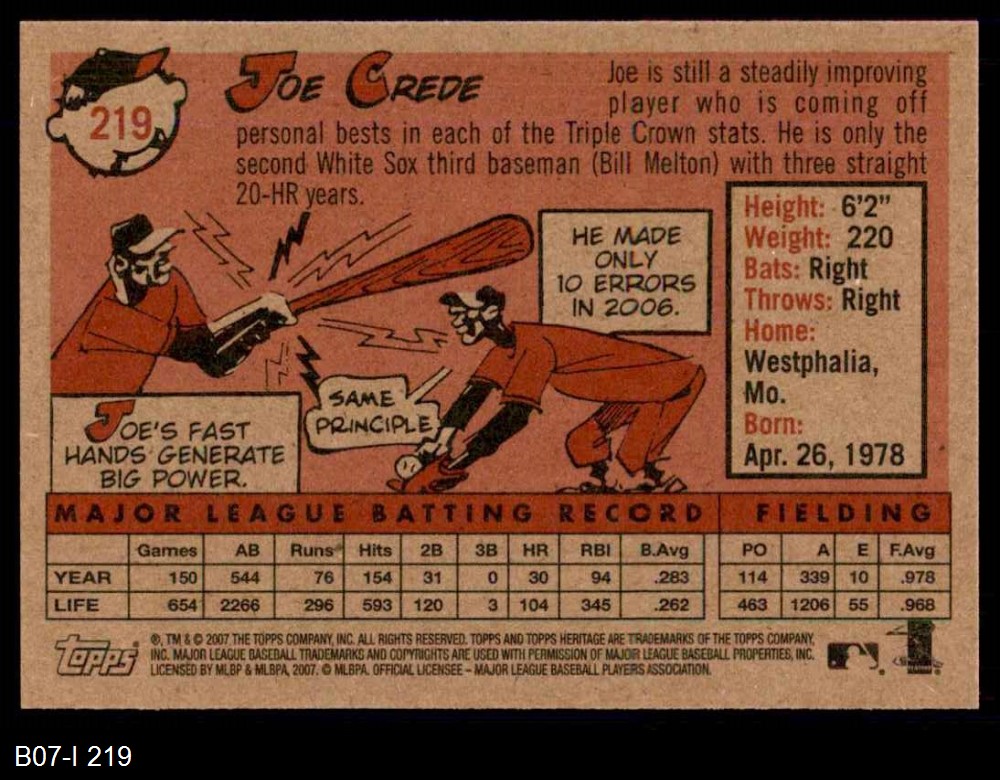 219
JOE CREDE
Joe is still a steadily improving
player who is coming off
personal bests in each of the Triple Crown stats. He is only the
second White Sox third baseman (Bill Melton) with three straight
20-HR years.
HE MADE
ONLY
10 ERRORS
IN 2006.
Height: 6'2"
Weight: 220
Bats: Right
Throws: Right
Home:
Westphalia,
Mo.
Born:
Apr. 26, 1978
SAME
PRINCIPLE
JOE'S FAST
HANDS GENERATE
BIG POWER.
MAJOR LEAGUE BATTING RECORD FIELDING
Games AB Runs Hits 2B 3B HR RBI B.Avg PO A E F.Avg
YEAR 150 544 76 154 31 0 30 94 .283 114 339 10 .978
LIFE 654 2266 296 593 120 3 104 345 .262 463 1206 55 .968
Topps
®, TM & © 2007 THE TOPPS COMPANY, INC. ALL RIGHTS RESERVED. TOPPS AND TOPPS HERITAGE ARE TRADEMARKS OF THE TOPPS COMPANY,
INC. MAJOR LEAGUE BASEBALL TRADEMARKS AND COPYRIGHTS ARE USED WITH PERMISSION OF MAJOR LEAGUE BASEBALL PROPERTIES, INC.
LICENSED BY MLBP & MLBPA, 2007. © MLBPA. OFFICIAL LICENSEE – MAJOR LEAGUE BASEBALL PLAYERS ASSOCIATION.
B07-I 219